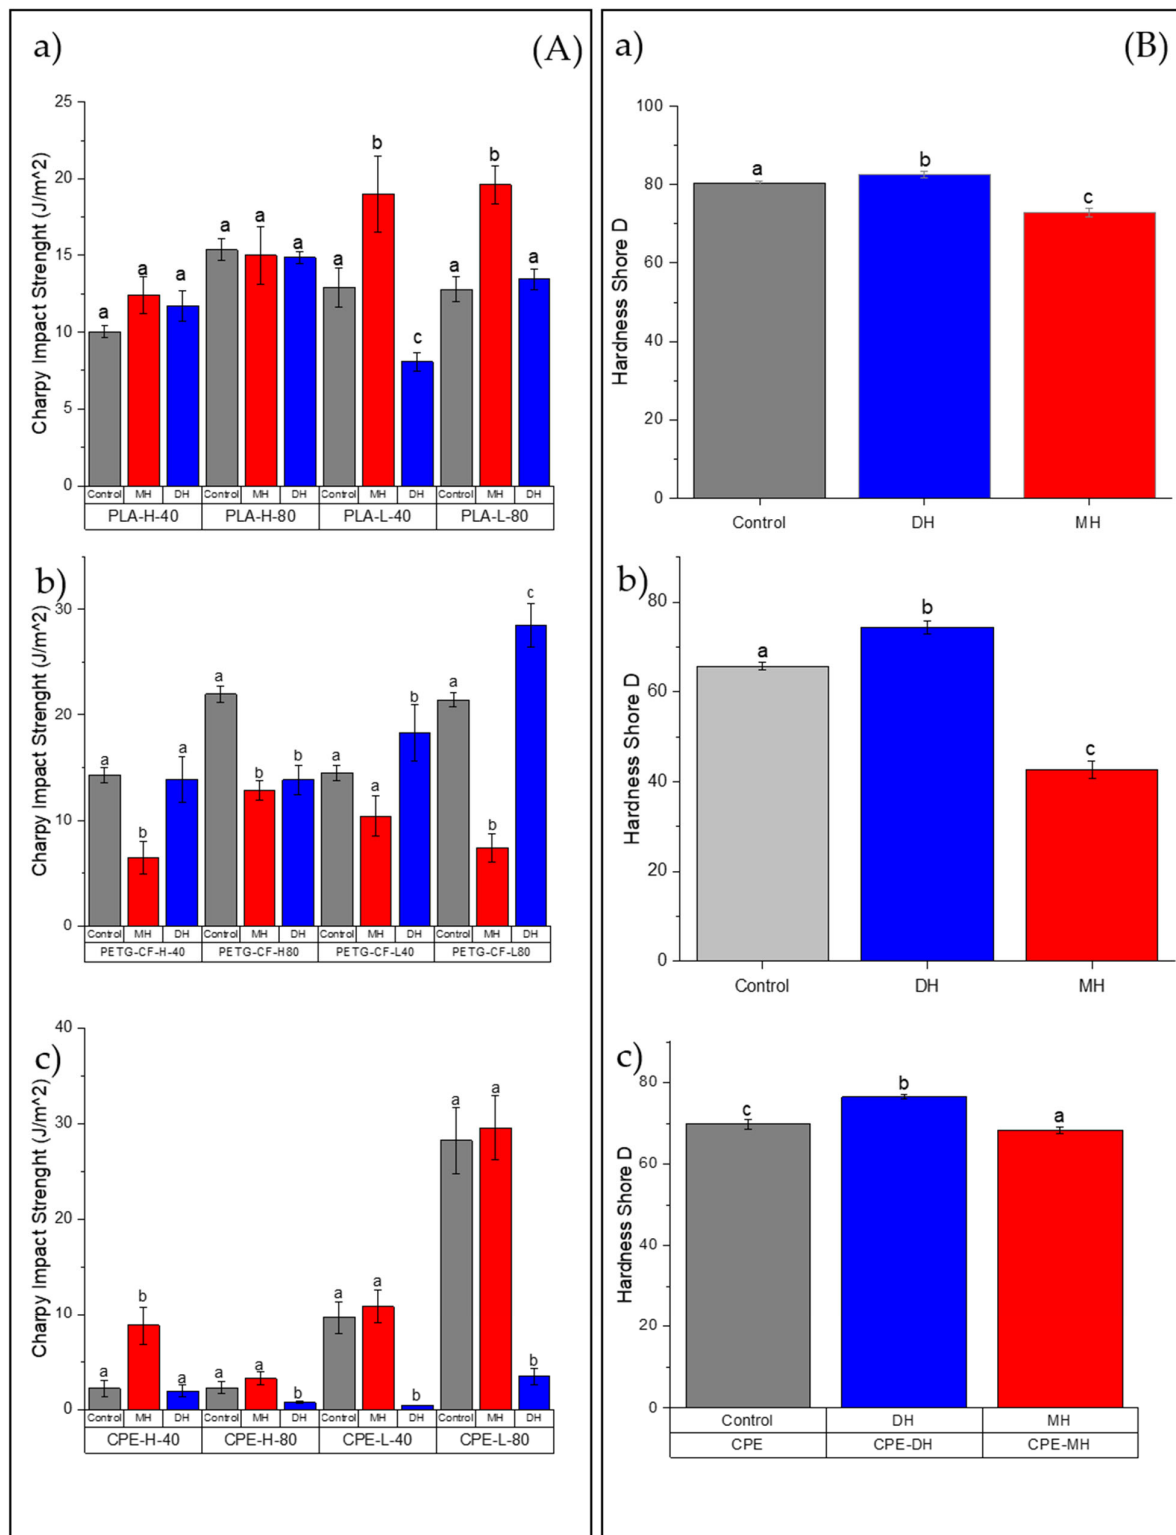 a)
(A)
Charpy Impact Strenght (J/m^2)
25
20
15
10
5
0
a
a
a
a
a
a
a
b
c
a
b
a
Control MH DH Control MH DH Control MH DH Control MH DH
PLA-H-40 PLA-H-80 PLA-L-40 PLA-L-80
b)
Charpy Impact Strenght (J/m^2)
30
20
10
0
a
b
a
a
b
b
a
a
b
a
b
c
Control MH DH Control MH DH Control MH DH Control MH DH
PETG-CF-H-40 PETG-CF-H80 PETG-CF-L40 PETG-CF-L80
c)
Charpy Impact Strenght (J/m^2)
40
30
20
10
0
a
b
a
a
a
b
a
a
b
a
a
b
Control MH DH Control MH DH Control MH DH Control MH DH
CPE-H-40 CPE-H-80 CPE-L-40 CPE-L-80
a)
(B)
Hardness Shore D
100
80
60
40
20
0
a
b
c
Control DH MH
b)
Hardness Shore D
80
60
40
20
0
a
b
c
Control DH MH
c)
Hardness Shore D
80
60
40
20
0
c
b
a
Control DH MH
CPE CPE-DH CPE-MH